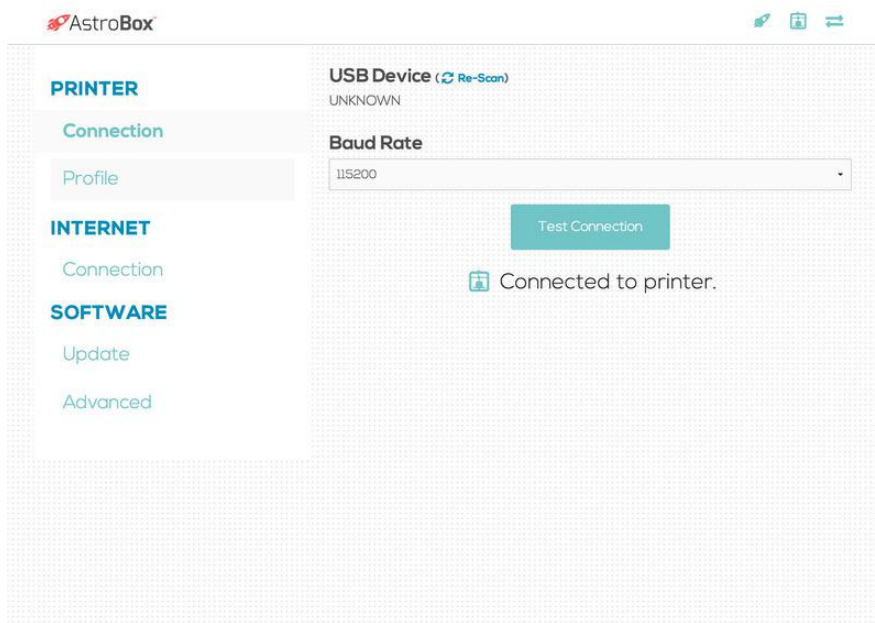 AstroBox
PRINTER
Connection
Profile
INTERNET
Connection
SOFTWARE
Update
Advanced
USB Device (Re-Scan)
UNKNOWN
Baud Rate
115200
Test Connection
Connected to printer.